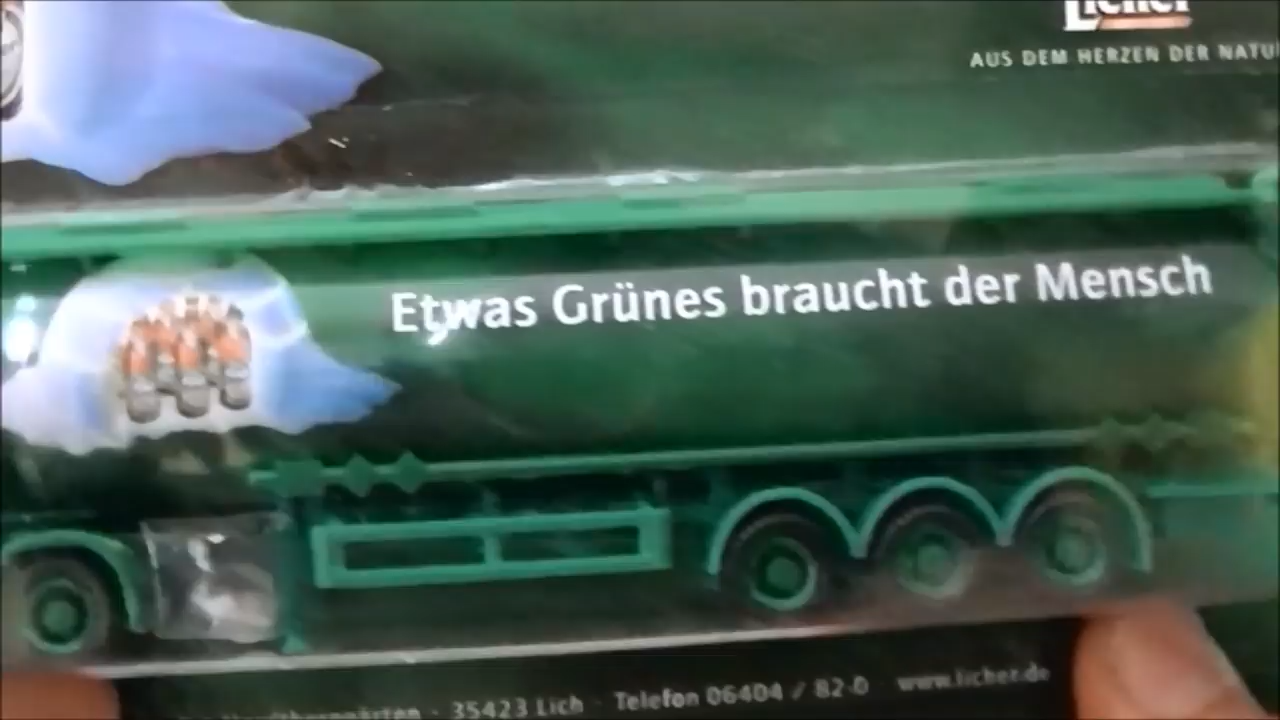 Licher
AUS DEM HERZEN DER NATU
Etwas Grünes braucht der Mensch
35423 Lich · Telefon 06404 / 82-0 www.licher.de